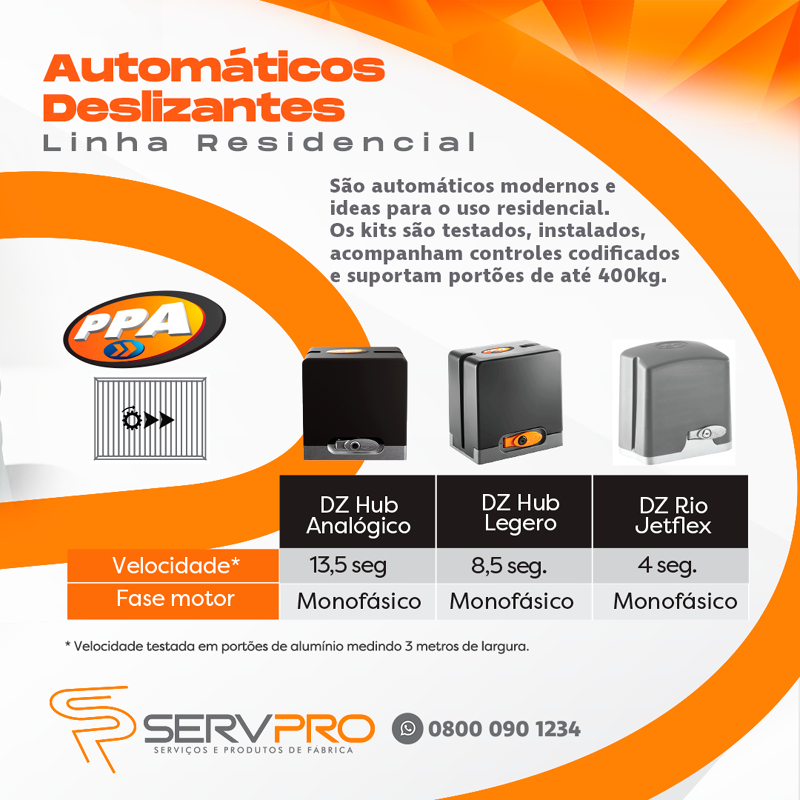 Automáticos
Deslizantes
Linha Residencial
São automáticos modernos e
ideas para o uso residencial.
Os kits são testados, instalados,
acompanham controles codificados
e suportam portões de até 400kg.
PPA
DZ Hub Analógico
DZ Hub Legero
DZ Rio Jetflex
Velocidade* 13,5 seg 8,5 seg. 4 seg.
Fase motor Monofásico Monofásico Monofásico
* Velocidade testada em portões de alumínio medindo 3 metros de largura.
SERVPRO
SERVIÇOS E PRODUTOS DE FÁBRICA
0800 090 1234